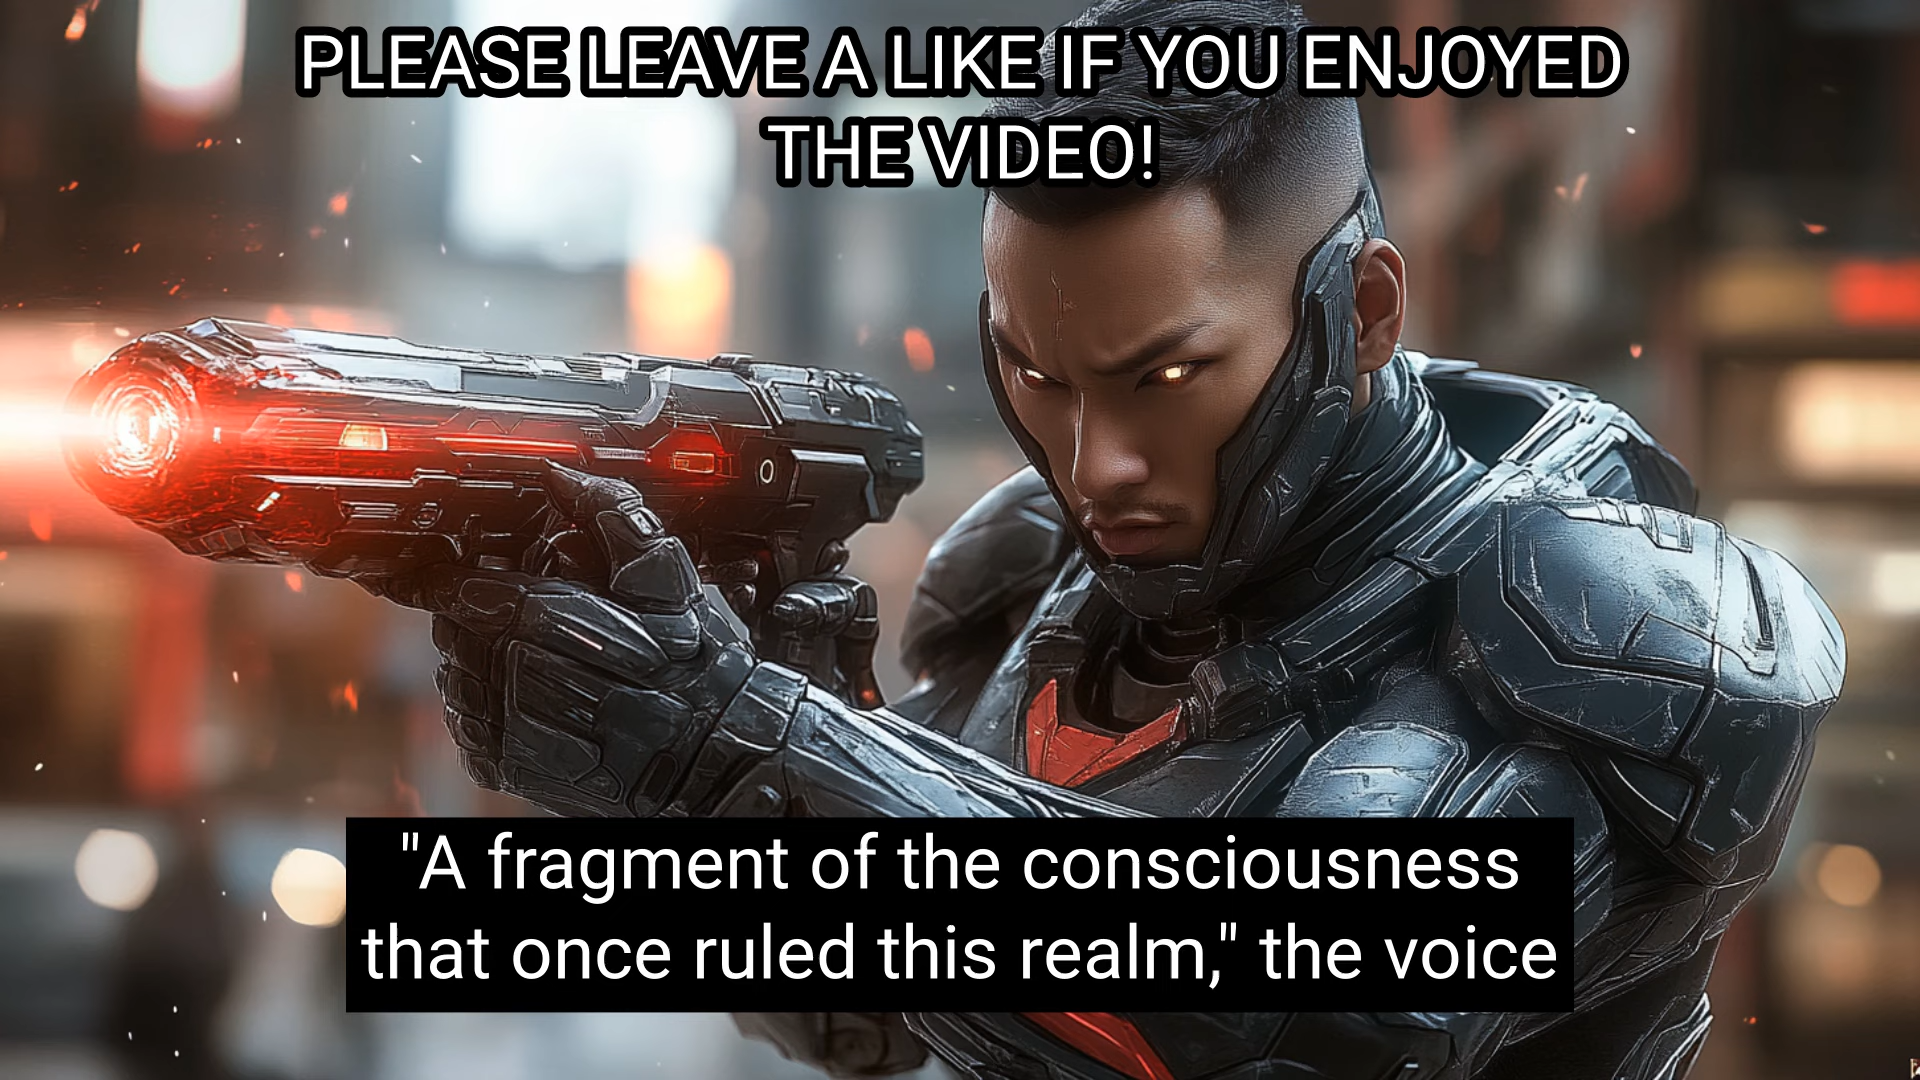 PLEASE LEAVE A LIKE IF YOU ENJOYED
THE VIDEO!
"A fragment of the consciousness
that once ruled this realm," the voice